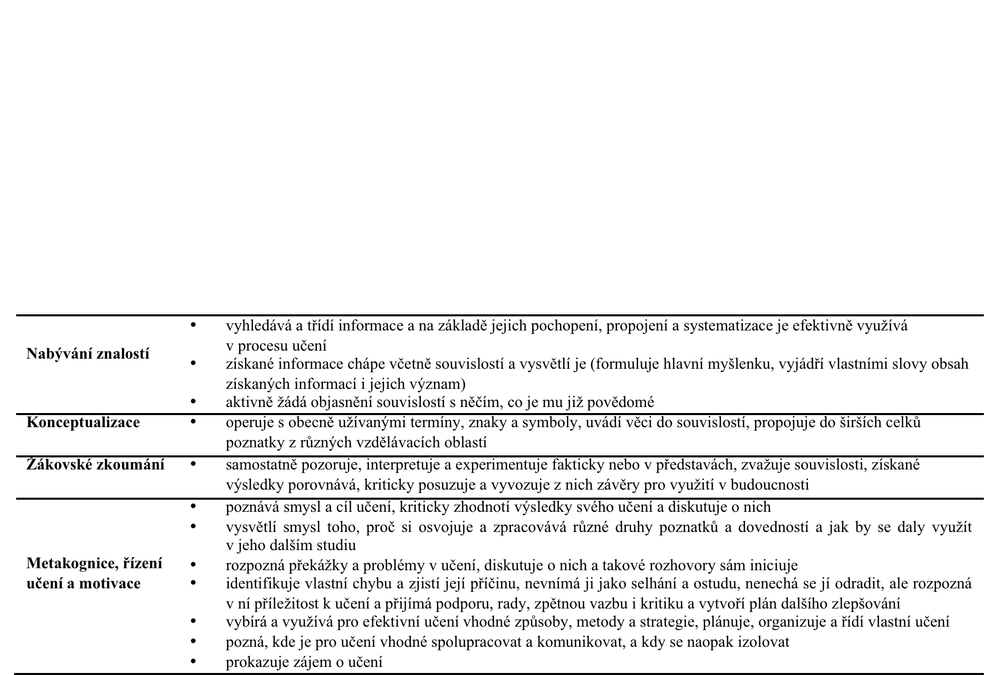 Nabývání znalostí
• vyhledává a třídí informace a na základě jejich pochopení, propojení a systematizace je efektivně využívá
v procesu učení
• získané informace chápe včetně souvislostí a vysvětlí je (formuluje hlavní myšlenku, vyjádří vlastními slovy obsah
získaných informací i jejich význam)
• aktivně žádá objasnění souvislostí s něčím, co je mu již povědomé
Konceptualizace
• operuje s obecně užívanými termíny, znaky a symboly, uvádí věci do souvislostí, propojuje do širších celků
poznatky z různých vzdělávacích oblastí
Žákovské zkoumání
• samostatně pozoruje, interpretuje a experimentuje fakticky nebo v představách, zvažuje souvislosti, získané
výsledky porovnává, kriticky posuzuje a vyvozuje z nich závěry pro využití v budoucnosti
Metakognice, řízení
učení a motivace
• poznává smysl a cíl učení, kriticky zhodnotí výsledky svého učení a diskutuje o nich
• vysvětlí smysl toho, proč si osvojuje a zpracovává různé druhy poznatků a dovedností a jak by se daly využít
v jeho dalším studiu
• rozpozná překážky a problémy v učení, diskutuje o nich a takové rozhovory sám iniciuje
• identifikuje vlastní chybu a zjistí její příčinu, nevnímá ji jako selhání a ostudu, nenechá se jí odradit, ale rozpozná
v ní příležitost k učení a přijímá podporu, rady, zpětnou vazbu i kritiku a vytvoří plán dalšího zlepšování
• vybírá a využívá pro efektivní učení vhodné způsoby, metody a strategie, plánuje, organizuje a řídí vlastní učení
• pozná, kde je pro učení vhodné spolupracovat a komunikovat, a kdy se naopak izolovat
• prokazuje zájem o učení